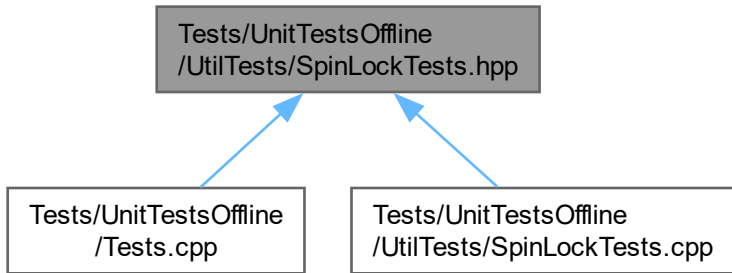 Tests/UnitTestsOffline
/UtilTests/SpinLockTests.hpp
Tests/UnitTestsOffline
/Tests.cpp
Tests/UnitTestsOffline
/UtilTests/SpinLockTests.cpp